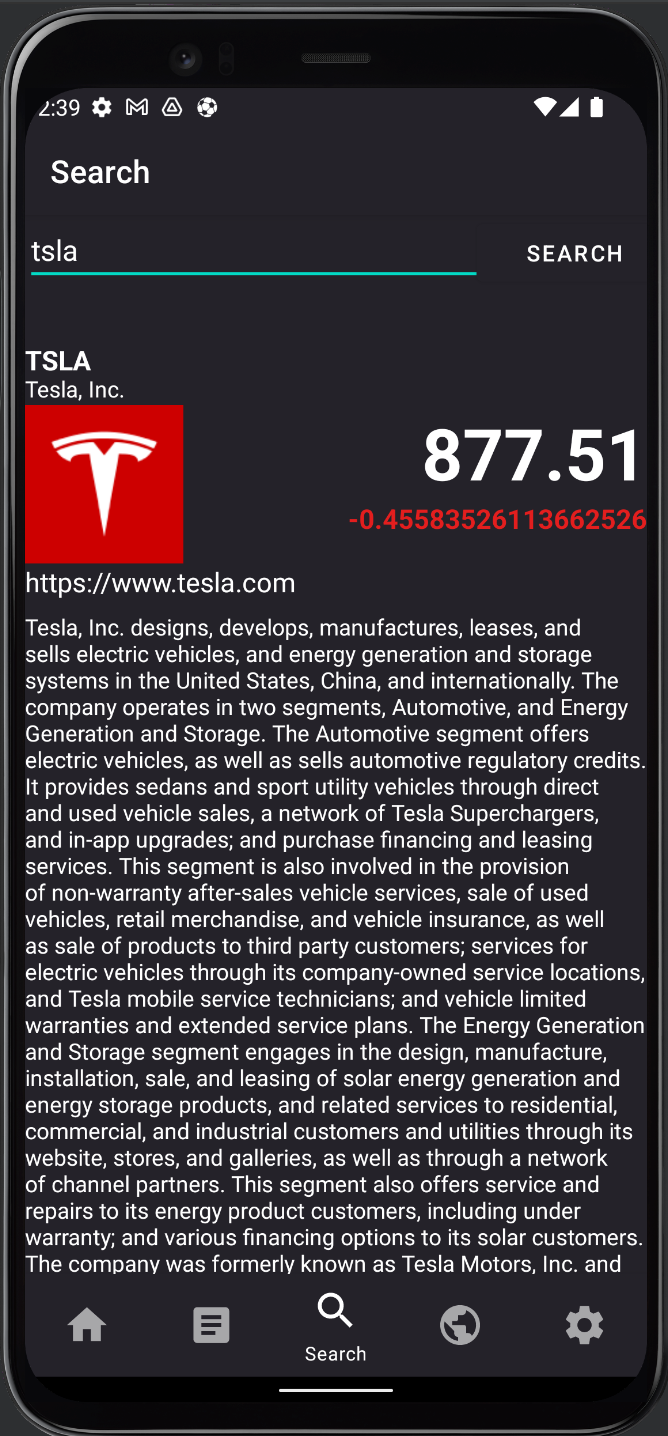 2:39
Search
tsla
SEARCH
TSLA
Tesla, Inc.
877.51
-0.45583526113662526
https://www.tesla.com
Tesla, Inc. designs, develops, manufactures, leases, and
sells electric vehicles, and energy generation and storage
systems in the United States, China, and internationally. The
company operates in two segments, Automotive, and Energy
Generation and Storage. The Automotive segment offers
electric vehicles, as well as sells automotive regulatory credits.
It provides sedans and sport utility vehicles through direct
and used vehicle sales, a network of Tesla Superchargers,
and in-app upgrades; and purchase financing and leasing
services. This segment is also involved in the provision
of non-warranty after-sales vehicle services, sale of used
vehicles, retail merchandise, and vehicle insurance, as well
as sale of products to third party customers; services for
electric vehicles through its company-owned service locations,
and Tesla mobile service technicians; and vehicle limited
warranties and extended service plans. The Energy Generation
and Storage segment engages in the design, manufacture,
installation, sale, and leasing of solar energy generation and
energy storage products, and related services to residential,
commercial, and industrial customers and utilities through its
website, stores, and galleries, as well as through a network
of channel partners. This segment also offers service and
repairs to its energy product customers, including under
warranty; and various financing options to its solar customers.
The company was formerly known as Tesla Motors, Inc. and
Search